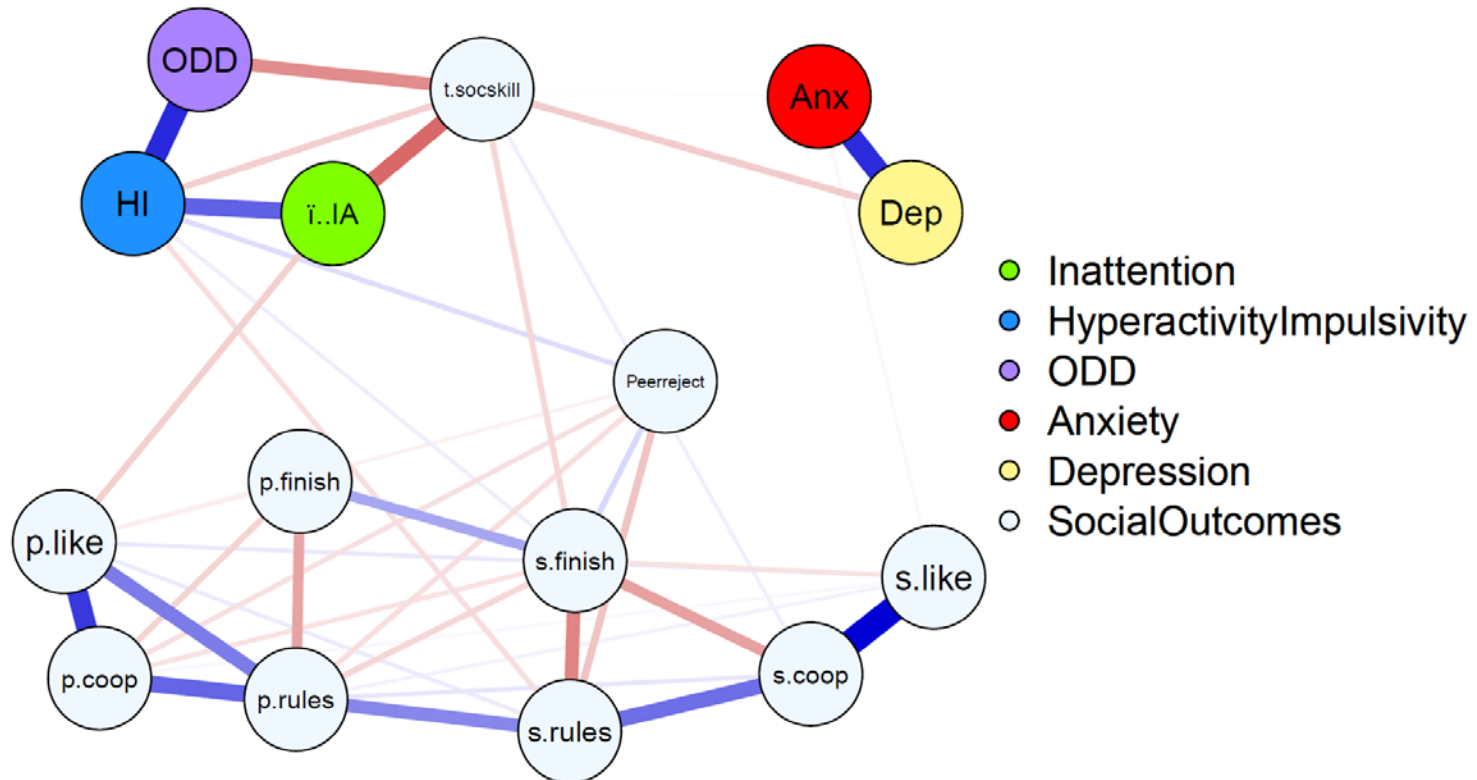 ODD
t.socskill
Anx
HI
ï..IA
Dep
Inattention
HyperactivityImpulsivity
ODD
Anxiety
Depression
SocialOutcomes
Peerreject
p.finish
p.like
s.finish
s.like
p.coop
p.rules
s.coop
s.rules